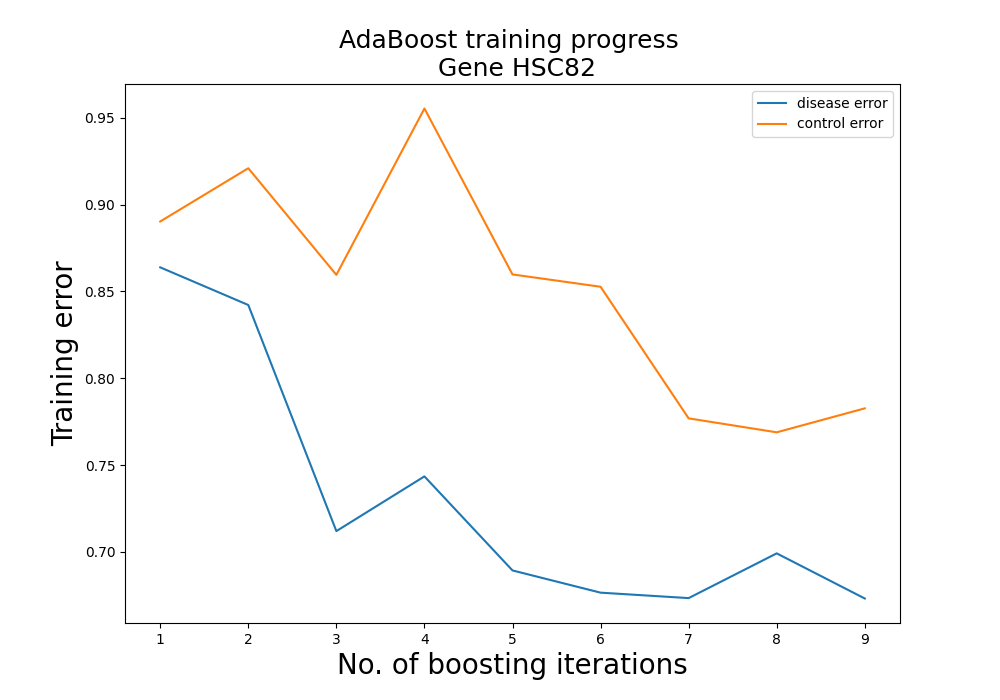 AdaBoost training progress
Gene HSC82
disease error
control error
0.95
0.90
0.85
0.80
0.75
0.70
Training error
1 2 3 4 5 6 7 8 9
No. of boosting iterations